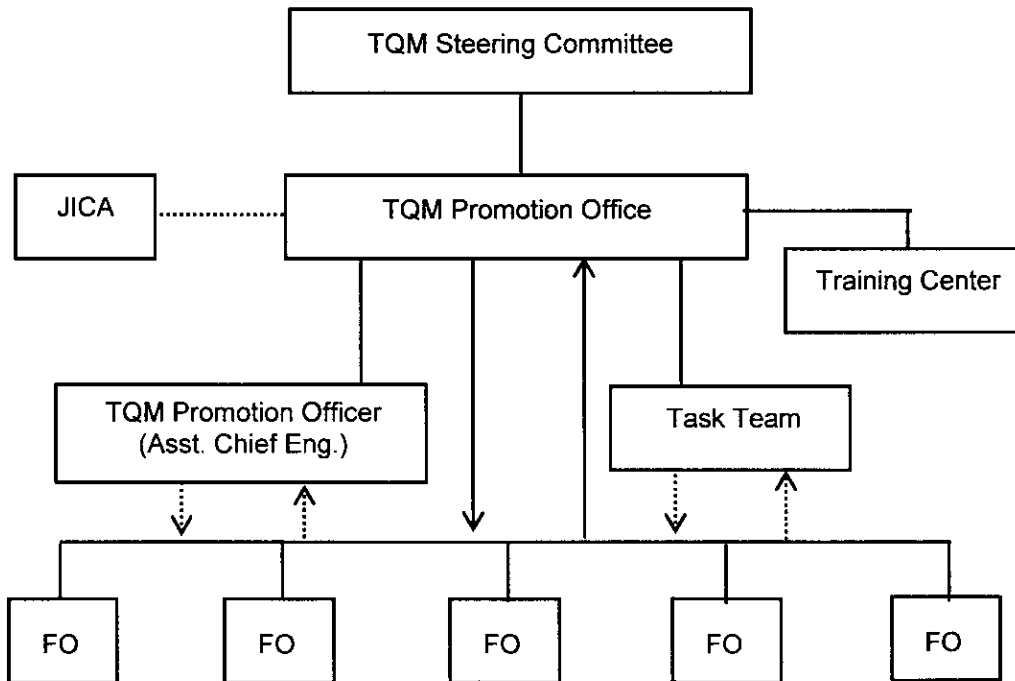 TQM Steering Committee
JICA
TQM Promotion Office
Training Center
TQM Promotion Officer
(Asst. Chief Eng.)
Task Team
FO
FO
FO
FO
FO